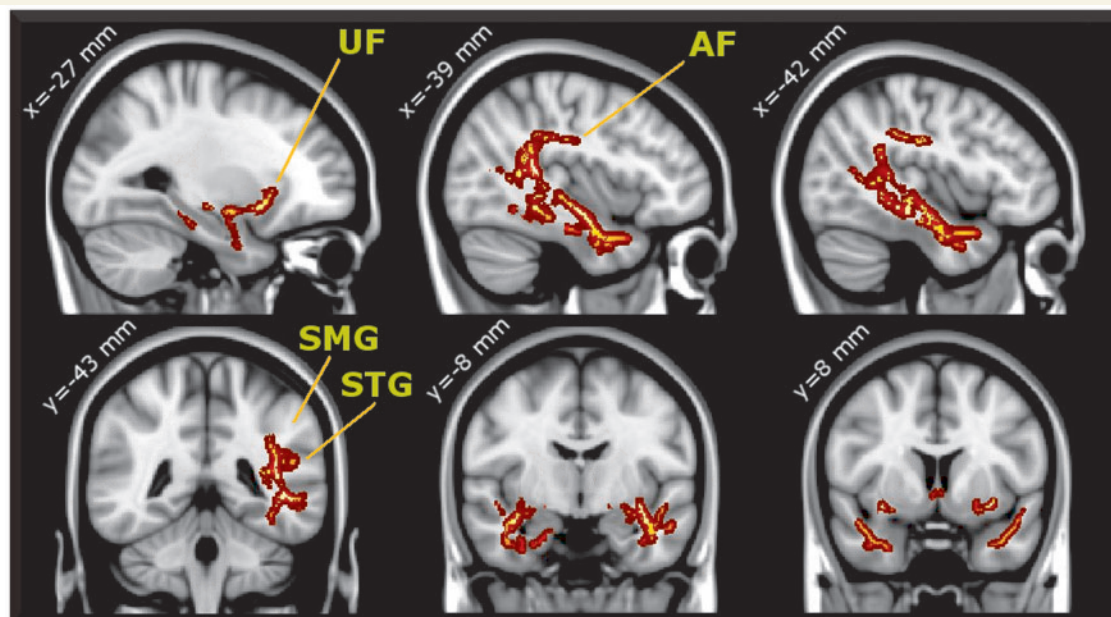 x=-27 mm
UF
x=-39 mm
AF
x=-42 mm
y=-43 mm
SMG
STG
y=-8 mm
y=8 mm